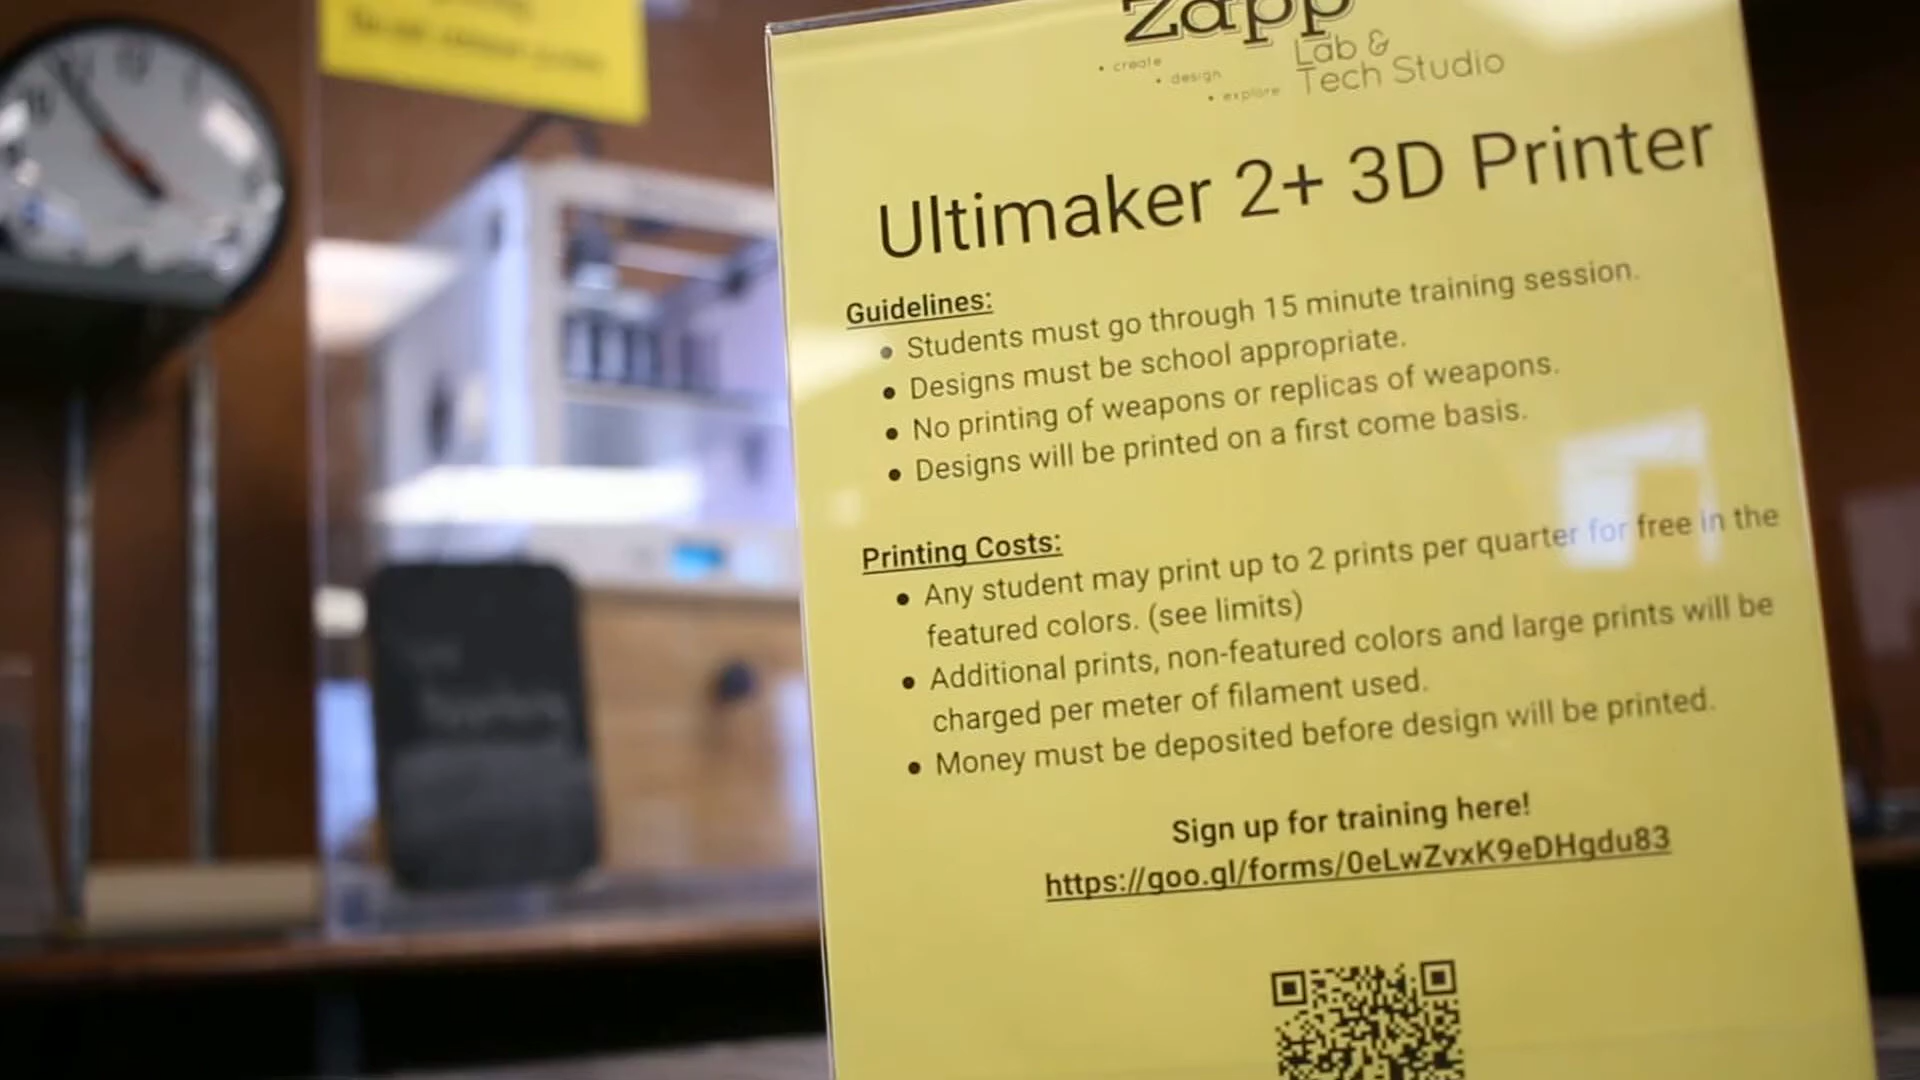 Zapp
Lab &
Tech Studio
• create
• design
• explore
Ultimaker 2+ 3D Printer
Guidelines:
• Students must go through 15 minute training session.
• Designs must be school appropriate.
• No printing of weapons or replicas of weapons.
• Designs will be printed on a first come basis.
Printing Costs:
• Any student may print up to 2 prints per quarter for free in the
featured colors. (see limits)
• Additional prints, non-featured colors and large prints will be
charged per meter of filament used.
• Money must be deposited before design will be printed.
Sign up for training here!
https://goo.gl/forms/0eLwZvxK9eDHgdu83